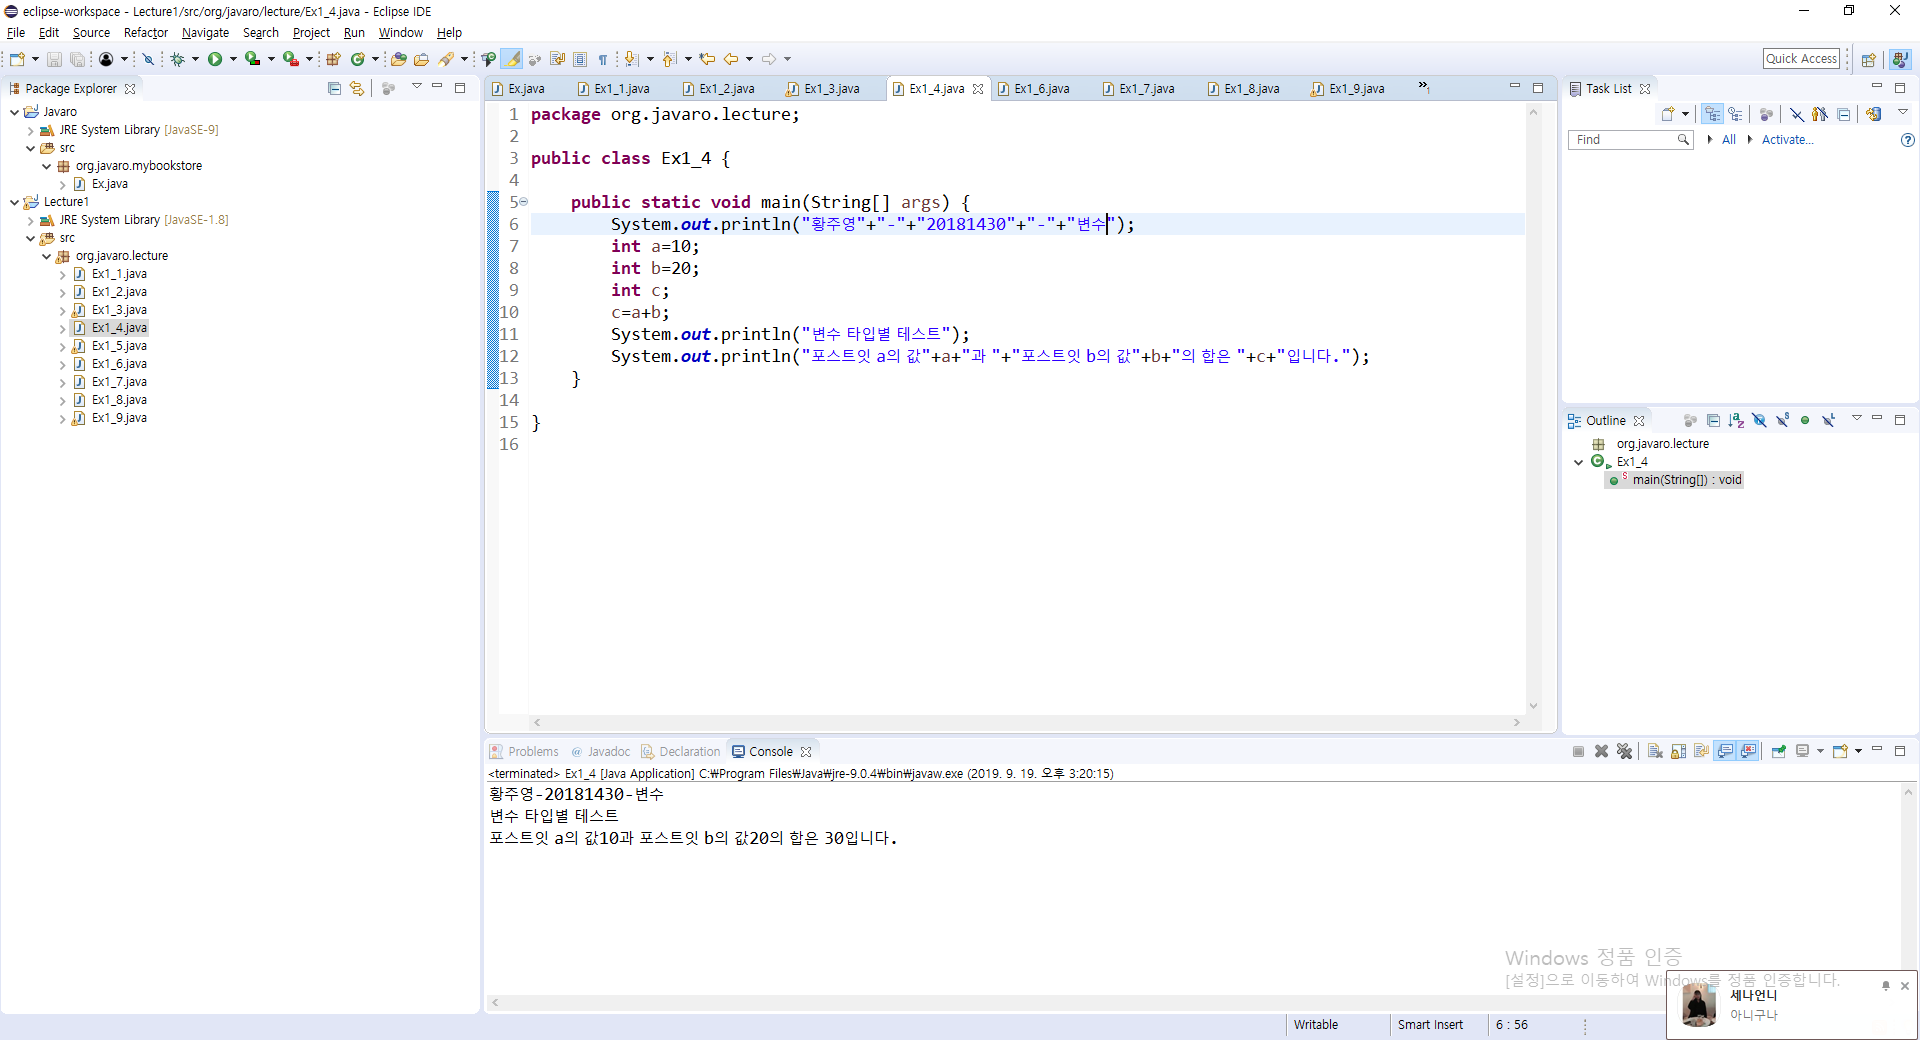 eclipse-workspace - Lecture1/src/org/javaro/lecture/Ex1_4.java - Eclipse IDE
File Edit Source Refactor Navigate Search Project Run Window Help
Quick Access
Package Explorer
Javaro
JRE System Library [JavaSE-9]
src
org.javaro.mybookstore
Ex.java
Lecture1
JRE System Library [JavaSE-1.8]
src
org.javaro.lecture
Ex1_1.java
Ex1_2.java
Ex1_3.java
Ex1_4.java
Ex1_5.java
Ex1_6.java
Ex1_7.java
Ex1_8.java
Ex1_9.java
Ex.java Ex1_1.java Ex1_2.java Ex1_3.java Ex1_4.java Ex1_6.java Ex1_7.java Ex1_8.java Ex1_9.java »1
1 package org.javaro.lecture;
2
3 public class Ex1_4 {
4
5 public static void main(String[] args) {
6 System.out.println("황주영"+"-"+"20181430"+"-"+"변수");
7 int a=10;
8 int b=20;
9 int c;
10 c=a+b;
11 System.out.println("변수 타입별 테스트");
12 System.out.println("포스트잇 a의 값"+a+"과 "+"포스트잇 b의 값"+b+"의 합은 "+c+"입니다.");
13 }
14
15 }
16
Task List
Find All Activate...
Outline
org.javaro.lecture
Ex1_4
main(String[]) : void
Problems @ Javadoc Declaration Console
<terminated> Ex1_4 [Java Application] C:₩Program Files₩Java₩jre-9.0.4₩bin₩javaw.exe (2019. 9. 19. 오후 3:20:15)
황주영-20181430-변수
변수 타입별 테스트
포스트잇 a의 값10과 포스트잇 b의 값20의 합은 30입니다.
Windows 정품 인증
[설정]으로 이동하여 Windows를 정품 인증합니다.
세나언니
아니구나
Writable Smart Insert 6 : 56